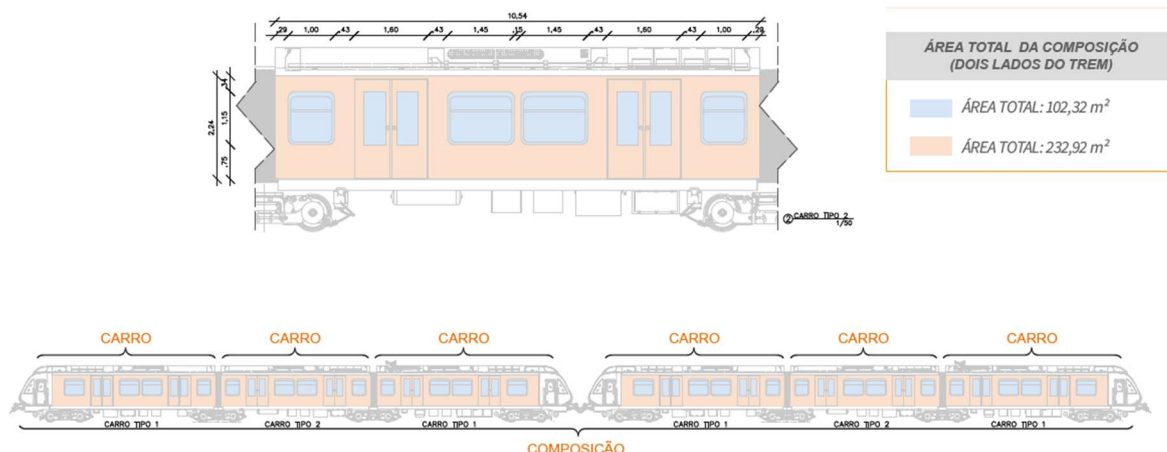 10,54
,29 1,00 ,43 1,60 ,43 1,45 ,15 1,45 ,43 1,60 ,43 1,00 ,29
,34
1,15
,75
2,24
2 CARRO TIPO 2
1/50
ÁREA TOTAL DA COMPOSIÇÃO
(DOIS LADOS DO TREM)
ÁREA TOTAL: 102,32 m²
ÁREA TOTAL: 232,92 m²
CARRO CARRO CARRO CARRO CARRO CARRO
CARRO TIPO 1 CARRO TIPO 2 CARRO TIPO 1 CARRO TIPO 1 CARRO TIPO 2 CARRO TIPO 1
COMPOSIÇÃO